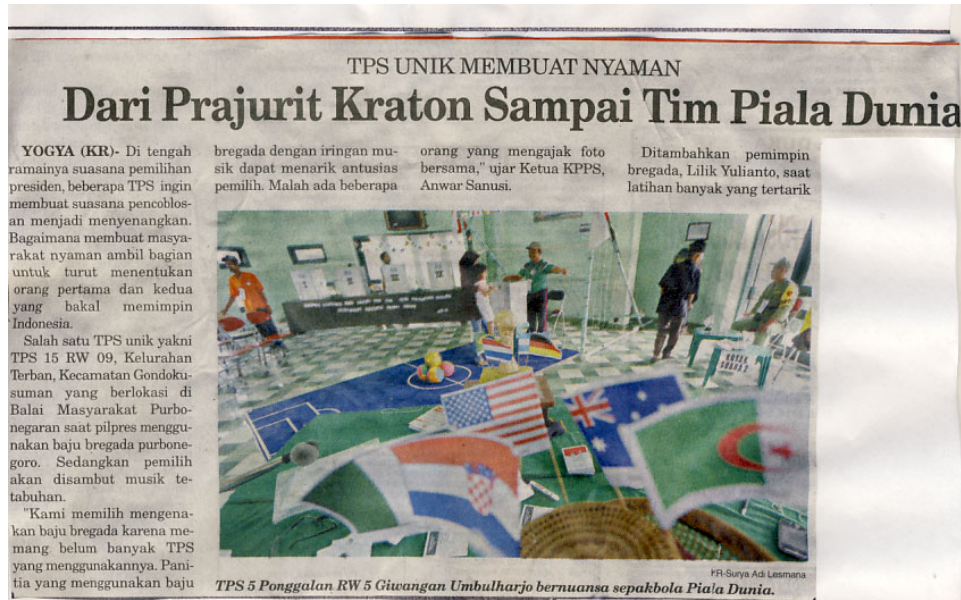 TPS UNIK MEMBUAT NYAMAN
Dari Prajurit Kraton Sampai Tim Piala Dunia
YOGYA (KR)- Di tengah
ramainya suasana pemilihan
presiden, beberapa TPS ingin
membuat suasana pencoblos-
an menjadi menyenangkan.
Bagaimana membuat masya-
rakat nyaman ambil bagian
untuk turut menentukan
orang pertama dan kedua
yang bakal memimpin
Indonesia.
Salah satu TPS unik yakni
TPS 15 RW 09, Kelurahan
Terban, Kecamatan Gondoku-
suman yang berlokasi di
Balai Masyarakat Purbo-
negaran saat pilpres menggu-
nakan baju bregada purbone-
goro. Sedangkan pemilih
akan disambut musik te-
tabuhan.
"Kami memilih mengena-
kan baju bregada karena me-
mang belum banyak TPS
yang menggunakannya. Pani-
tia yang menggunakan baju
bregada dengan iringan mu-
sik dapat menarik antusias
pemilih. Malah ada beberapa
orang yang mengajak foto
bersama," ujar Ketua KPPS,
Anwar Sanusi.
Ditambahkan pemimpin
bregada, Lilik Yulianto, saat
latihan banyak yang tertarik
KOTAK
SUARA
KR-Surya Adi Lesmana
TPS 5 Ponggalan RW 5 Giwangan Umbulharjo bernuansa sepakbola Piala Dunia.